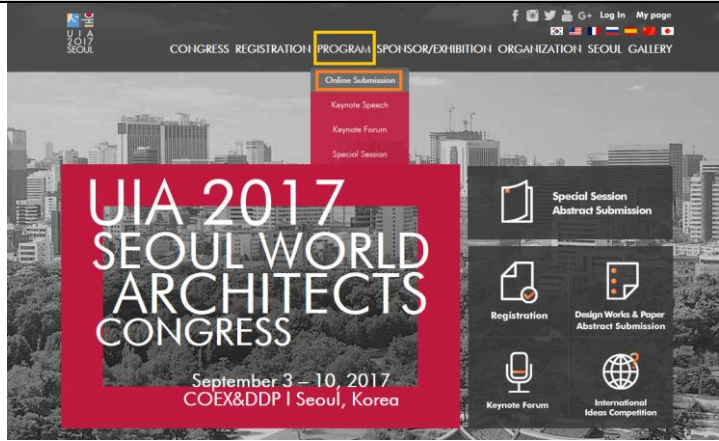 G+ Log In My page
UIA
2017
SEOUL
CONGRESS REGISTRATION PROGRAM SPONSOR/EXHIBITION ORGANIZATION SEOUL GALLERY
Online Submission
Keynote Speech
Keynote Forum
Special Session
UIA 2017
SEOUL WORLD
ARCHITECTS
CONGRESS
September 3 – 10, 2017
COEX&DDP I Seoul, Korea
Special Session
Abstract Submission
Registration
Design Works & Paper
Abstract Submission
Keynote Forum
International
Ideas Competition